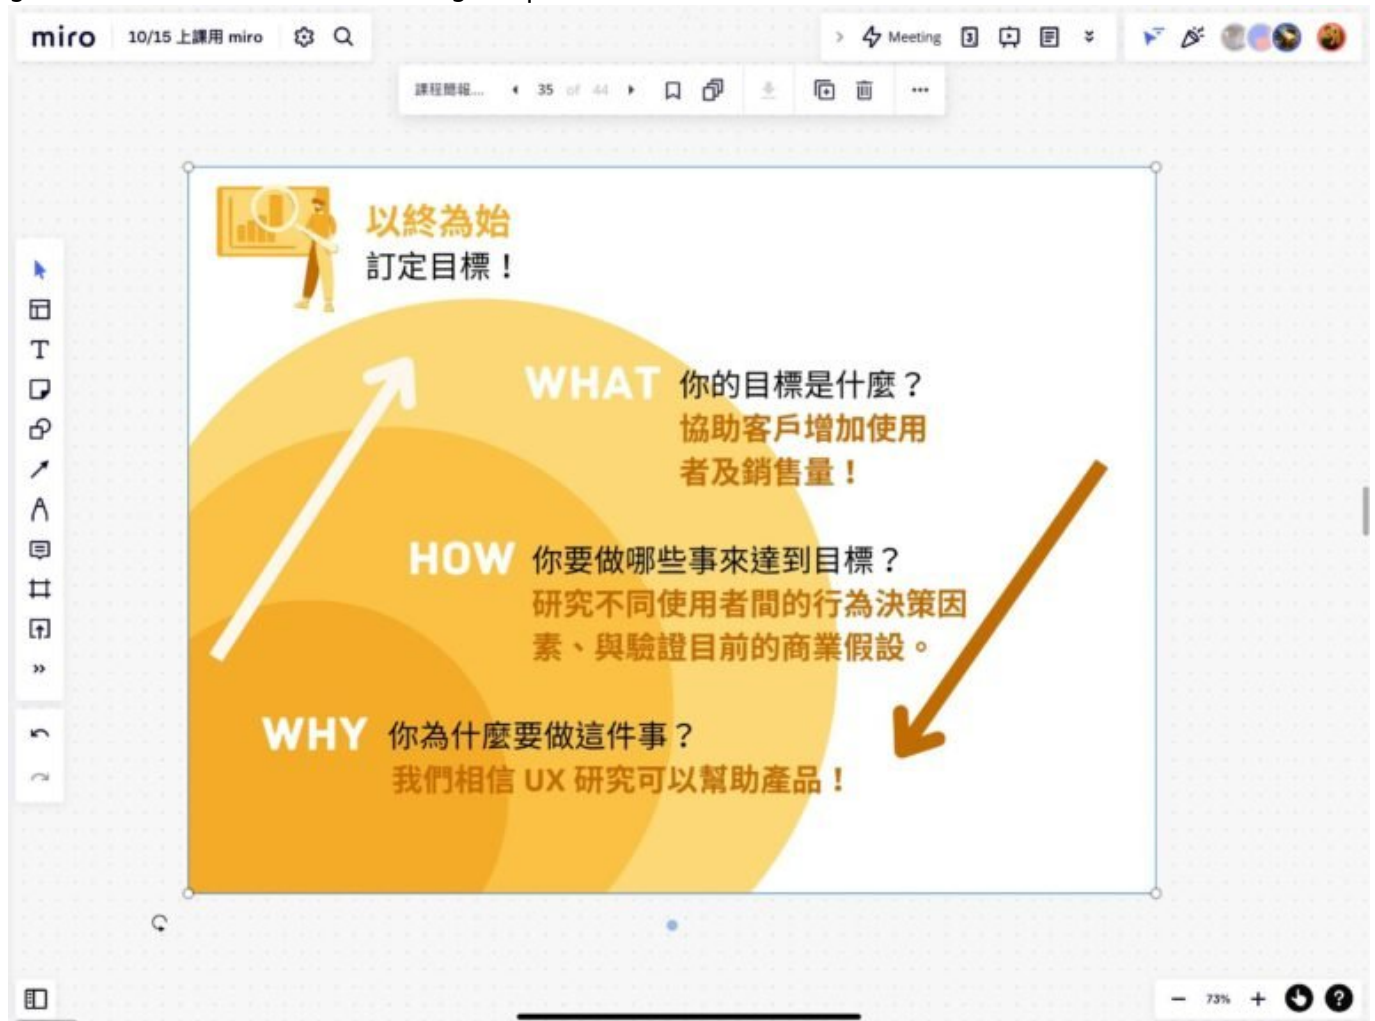 miro
10/15 上課用 miro
Meeting
3
課程簡報...
35 of 44
以終為始
訂定目標！
WHAT 你的目標是什麼？
協助客戶增加使用
者及銷售量！
HOW 你要做哪些事來達到目標？
研究不同使用者間的行為決策因
素、與驗證目前的商業假設。
WHY 你為什麼要做這件事？
我們相信 UX 研究可以幫助產品！
73%